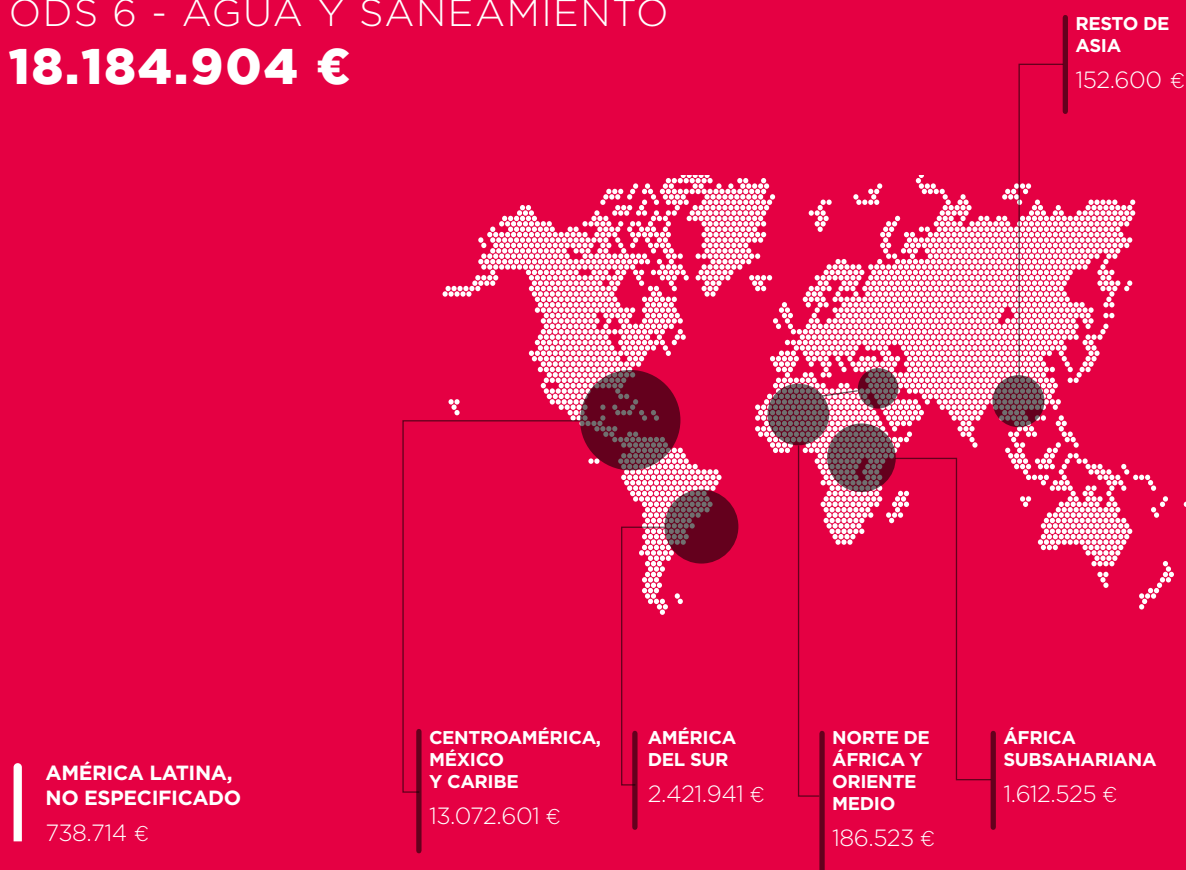 ODS 6 - AGUA Y SANEAMIENTO
18.184.904 €
RESTO DE
ASIA
152.600 €
AMÉRICA LATINA,
NO ESPECIFICADO
738.714 €
CENTROAMÉRICA,
MÉXICO
Y CARIBE
13.072.601 €
AMÉRICA
DEL SUR
2.421.941 €
NORTE DE
ÁFRICA Y
ORIENTE
MEDIO
186.523 €
ÁFRICA
SUBSAHARIANA
1.612.525 €